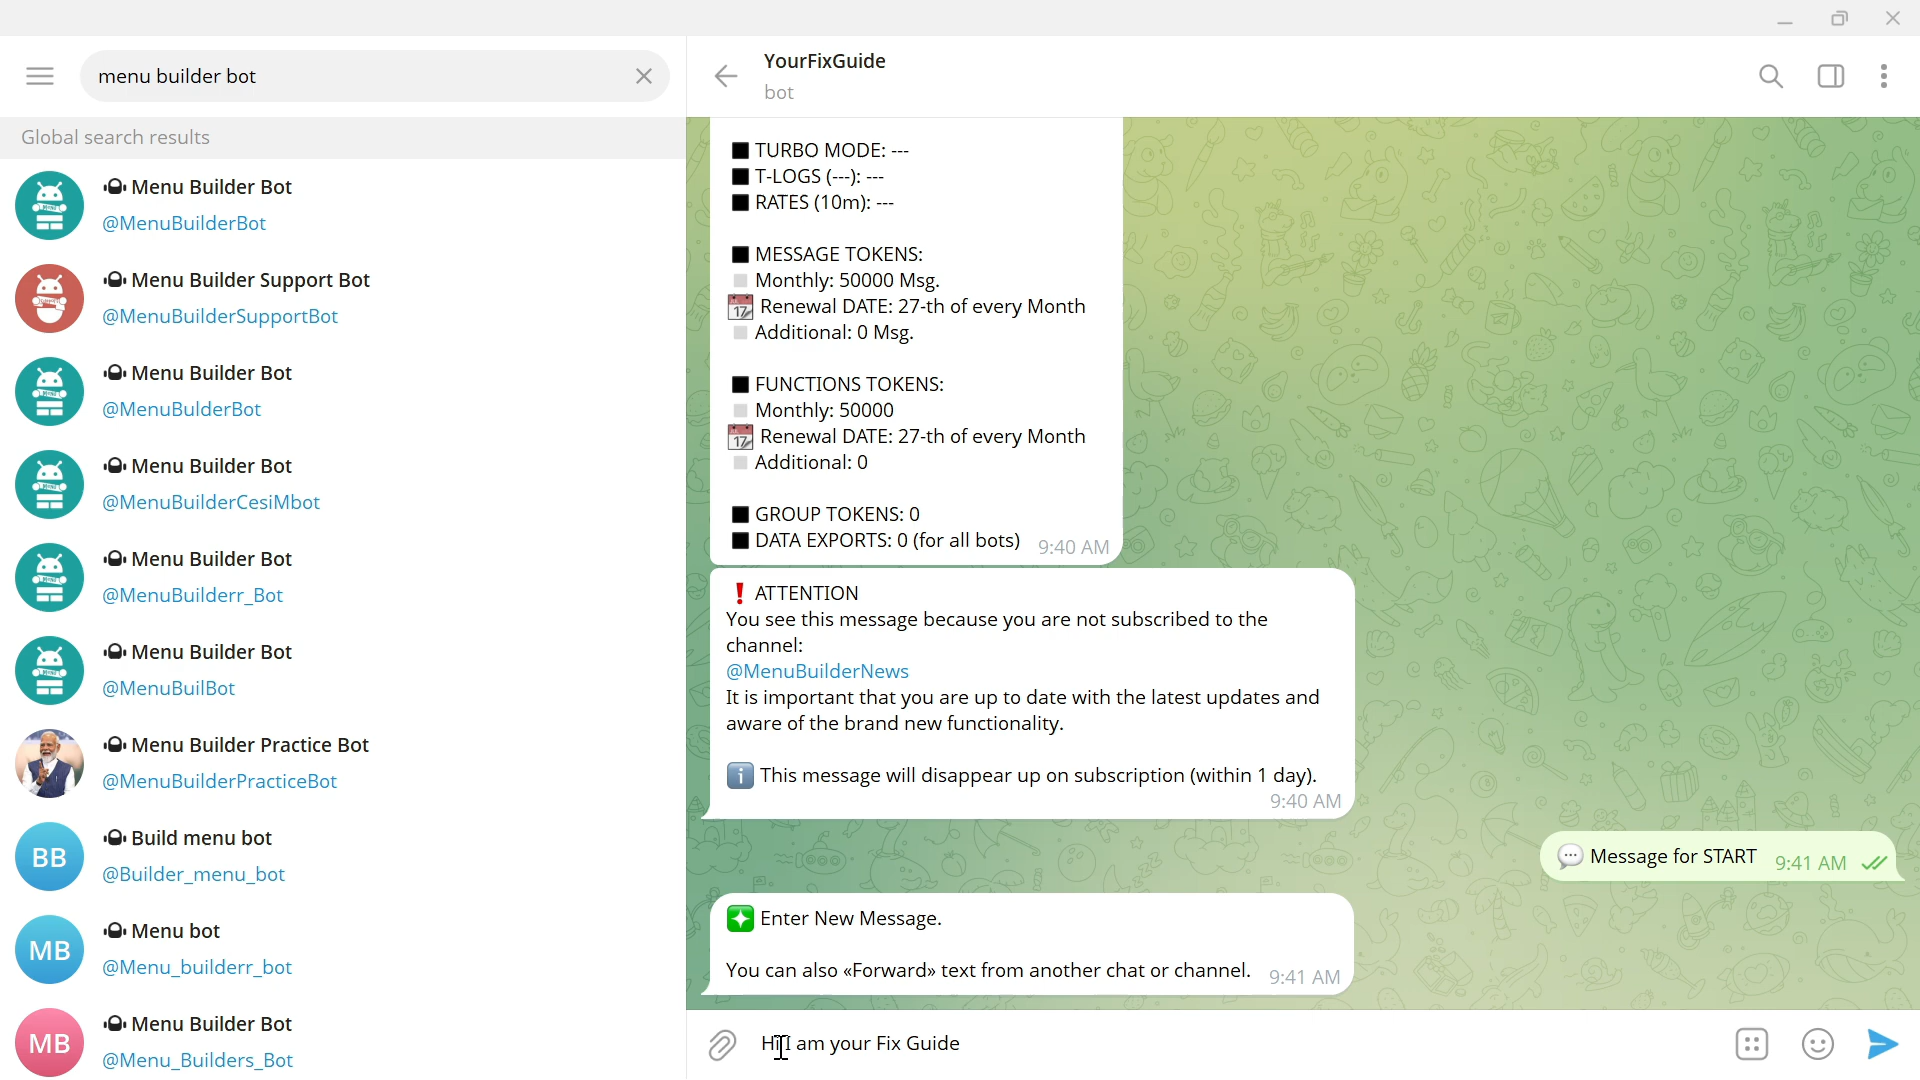 menu builder bot
Global search results
Menu Builder Bot
@MenuBuilderBot
Menu Builder Support Bot
@MenuBuilderSupportBot
Menu Builder Bot
@MenuBulderBot
Menu Builder Bot
@MenuBuilderCesiMbot
Menu Builder Bot
@MenuBuilderr_Bot
Menu Builder Bot
@MenuBuilBot
Menu Builder Practice Bot
@MenuBuilderPracticeBot
BB
Build menu bot
@Builder_menu_bot
MB
Menu bot
@Menu_builderr_bot
MB
Menu Builder Bot
@Menu_Builders_Bot
YourFixGuide
bot
TURBO MODE: ---
T-LOGS (---): ---
RATES (10m): ---
MESSAGE TOKENS:
Monthly: 50000 Msg.
Renewal DATE: 27-th of every Month
Additional: 0 Msg.
FUNCTIONS TOKENS:
Monthly: 50000
Renewal DATE: 27-th of every Month
Additional: 0
GROUP TOKENS: 0
DATA EXPORTS: 0 (for all bots) 9:40 AM
❗ ATTENTION
You see this message because you are not subscribed to the
channel:
@MenuBuilderNews
It is important that you are up to date with the latest updates and
aware of the brand new functionality.
ℹ️ This message will disappear up on subscription (within 1 day).
9:40 AM
💬 Message for START 9:41 AM
Enter New Message.
You can also «Forward» text from another chat or channel. 9:41 AM
I am your Fix Guide